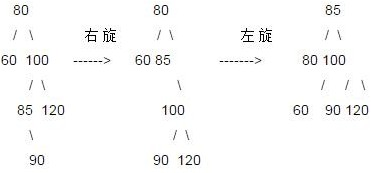 80 80 85
/ \ 右旋 / \ 左旋 / \
60 100 ------> 60 85 -------> 80 100
/ \ \ / / \
85 120 100 60 90 120
\ / \
90 90 120